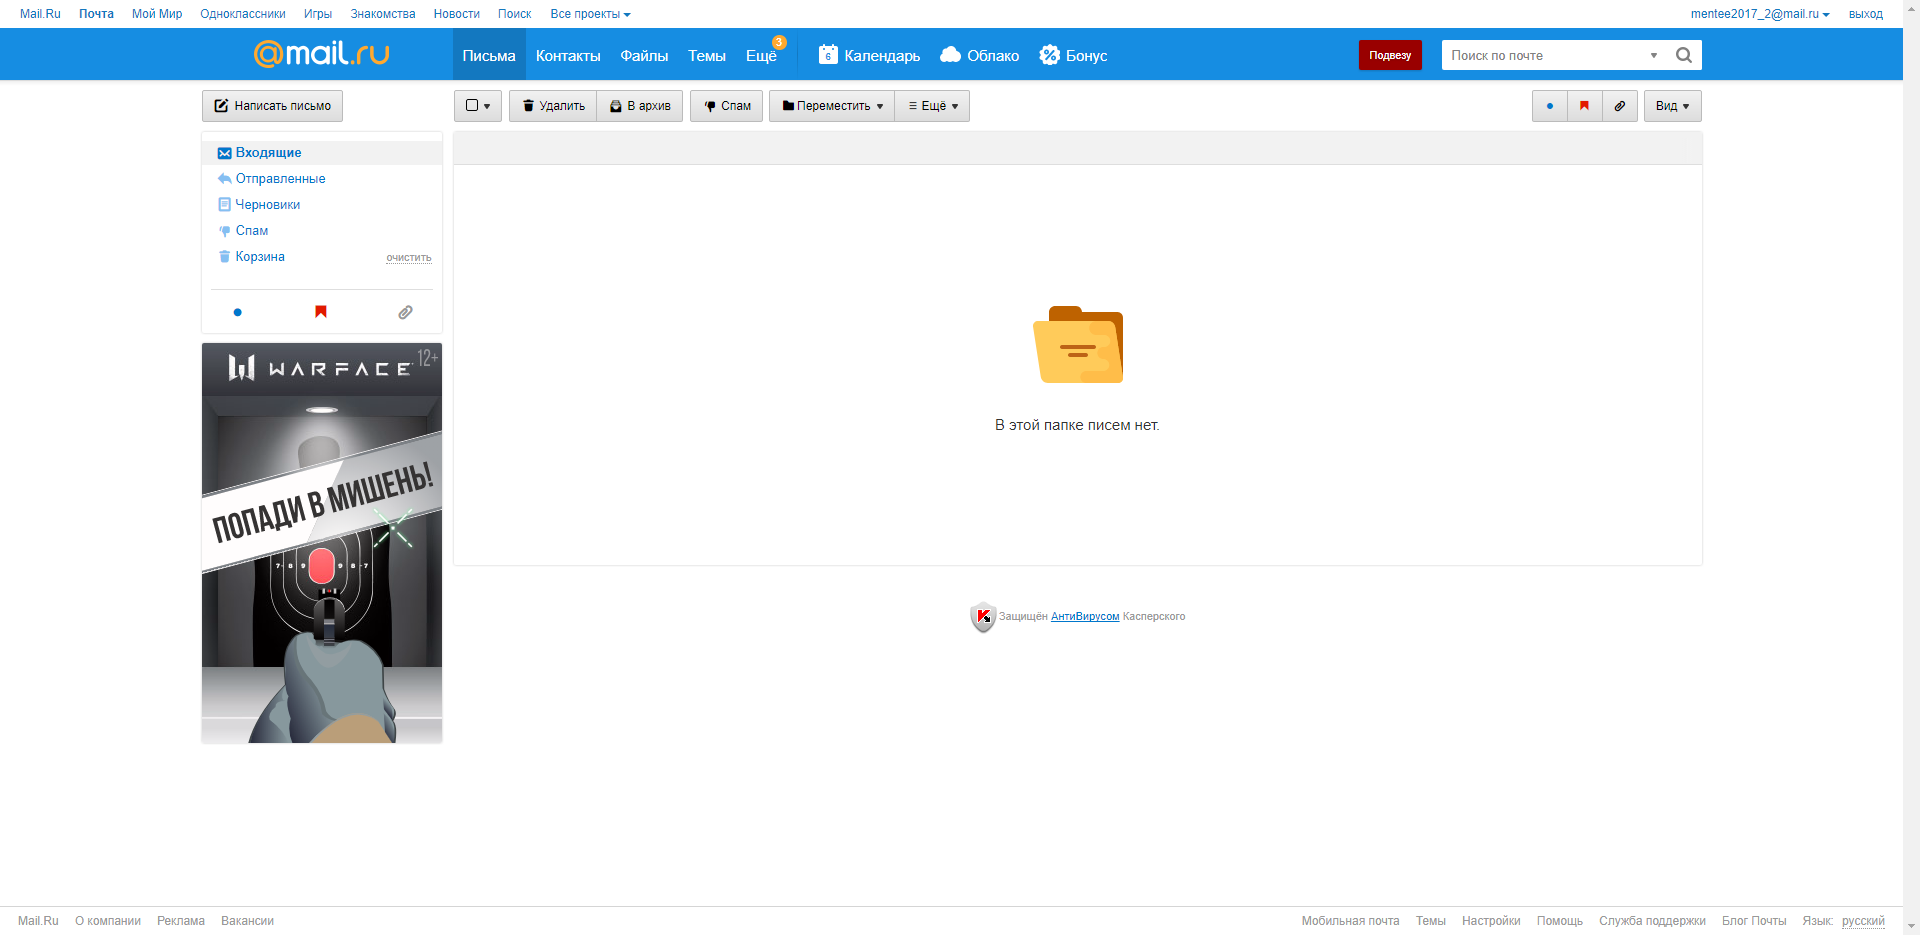 Mail.Ru Почта Мой Мир Одноклассники Игры Знакомства Новости Поиск Все проекты mentee2017_2@mail.ru выход
@mail.ru Письма Контакты Файлы Темы Ещё 3 6 Календарь Облако Бонус Подвезу Поиск по почте
Написать письмо Удалить В архив Спам Переместить Ещё Вид
Входящие
Отправленные
Черновики
Спам
Корзина очистить
WARFACE 12+
ПОПАДИ В МИШЕНЬ!
7 8 9 9 8 7
В этой папке писем нет.
Защищён АнтиВирусом Касперского
Mail.Ru О компании Реклама Вакансии Мобильная почта Темы Настройки Помощь Служба поддержки Блог Почты Язык: русский